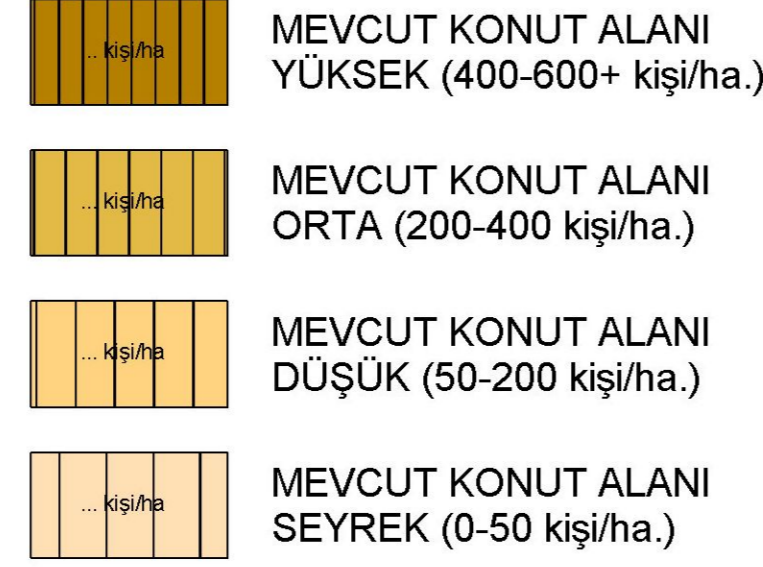 .. kişi/ha
MEVCUT KONUT ALANI
YÜKSEK (400-600+ kişi/ha.)
... kişi/ha
MEVCUT KONUT ALANI
ORTA (200-400 kişi/ha.)
... kişi/ha
MEVCUT KONUT ALANI
DÜŞÜK (50-200 kişi/ha.)
... kişi/ha
MEVCUT KONUT ALANI
SEYREK (0-50 kişi/ha.)